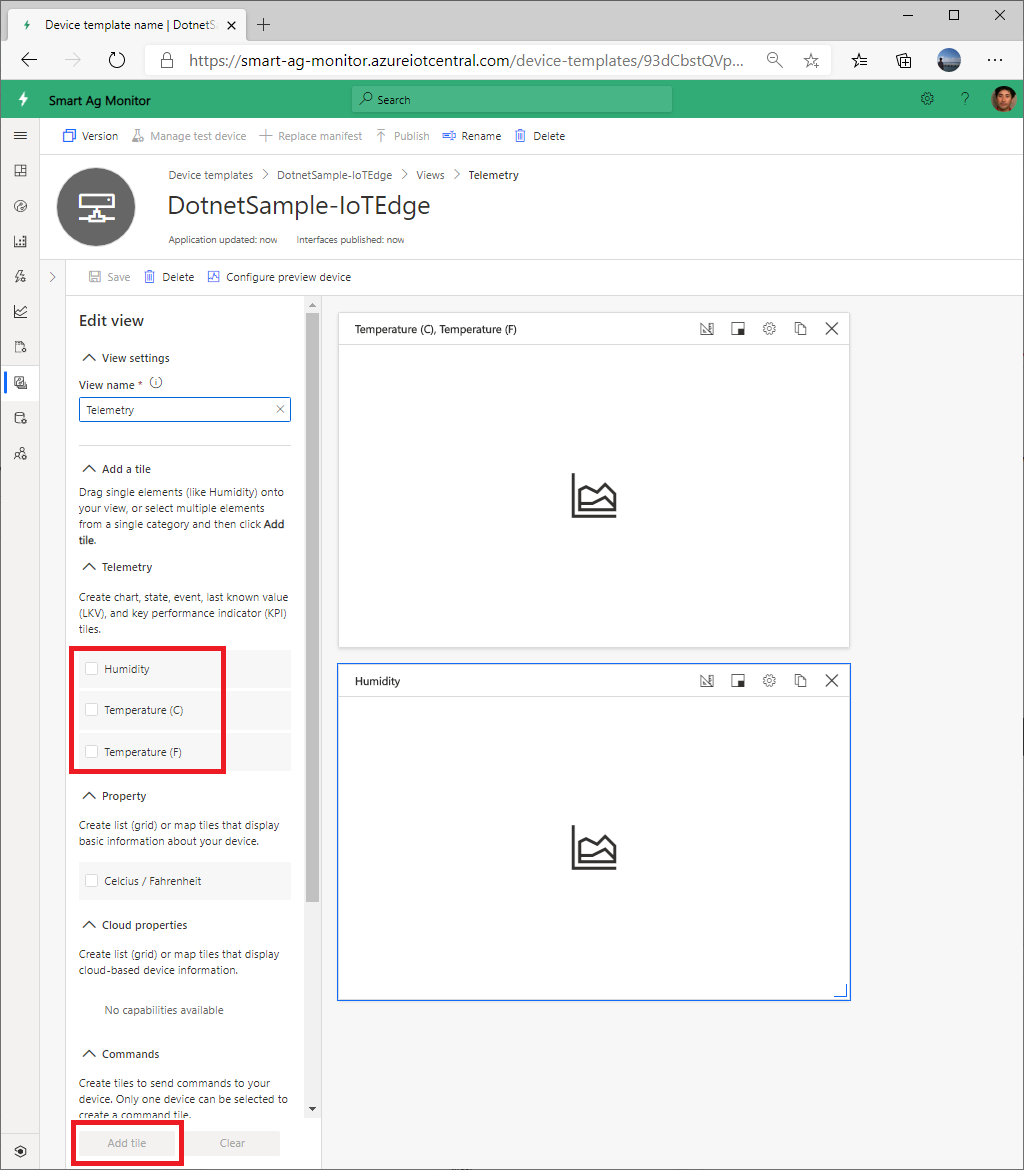 Device template name | DotnetS
https://smart-ag-monitor.azureiotcentral.com/device-templates/93dCbstQVp...
Smart Ag Monitor
Search
?
Version
Manage test device
Replace manifest
Publish
Rename
Delete
Device templates > DotnetSample-IoTEdge > Views > Telemetry
DotnetSample-IoTEdge
Application updated: now
Interfaces published: now
Save
Delete
Configure preview device
Edit view
View settings
View name *
Telemetry
Add a tile
Drag single elements (like Humidity) onto
your view, or select multiple elements
from a single category and then click Add
tile.
Telemetry
Create chart, state, event, last known value
(LKV), and key performance indicator (KPI)
tiles.
Humidity
Temperature (C)
Temperature (F)
Property
Create list (grid) or map tiles that display
basic information about your device.
Celcius / Fahrenheit
Cloud properties
Create list (grid) or map tiles that display
cloud-based device information.
No capabilities available
Commands
Create tiles to send commands to your
device. Only one device can be selected to
create a command tile.
Add tile
Clear
Temperature (C), Temperature (F)
Humidity